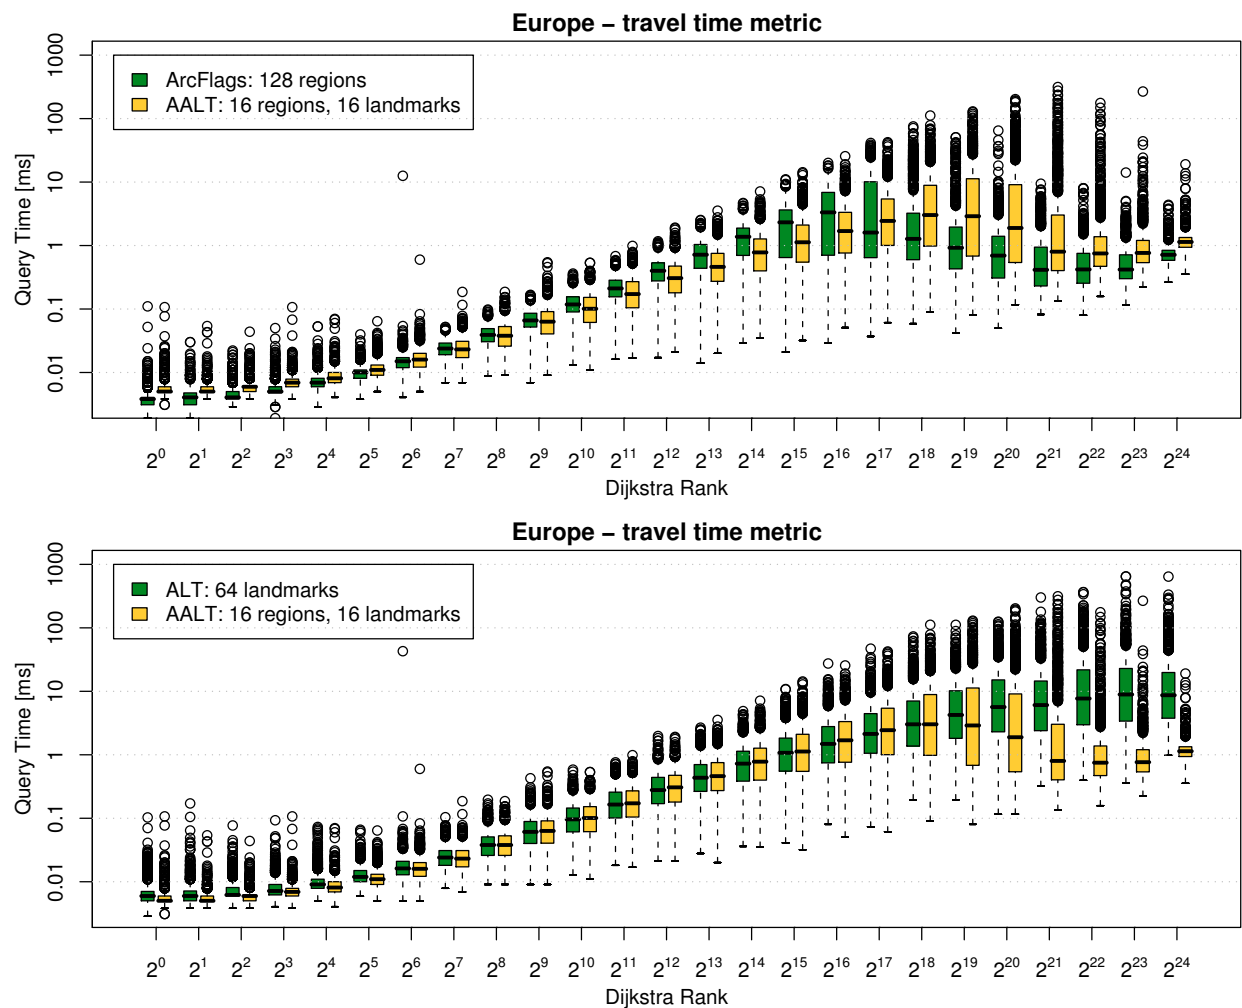 Europe − travel time metric
1000
100
10
1
0.1
0.01
Query Time [ms]
ArcFlags: 128 regions
AALT: 16 regions, 16 landmarks
2^0 2^1 2^2 2^3 2^4 2^5 2^6 2^7 2^8 2^9 2^10 2^11 2^12 2^13 2^14 2^15 2^16 2^17 2^18 2^19 2^20 2^21 2^22 2^23 2^24
Dijkstra Rank
Europe − travel time metric
1000
100
10
1
0.1
0.01
Query Time [ms]
ALT: 64 landmarks
AALT: 16 regions, 16 landmarks
2^0 2^1 2^2 2^3 2^4 2^5 2^6 2^7 2^8 2^9 2^10 2^11 2^12 2^13 2^14 2^15 2^16 2^17 2^18 2^19 2^20 2^21 2^22 2^23 2^24
Dijkstra Rank